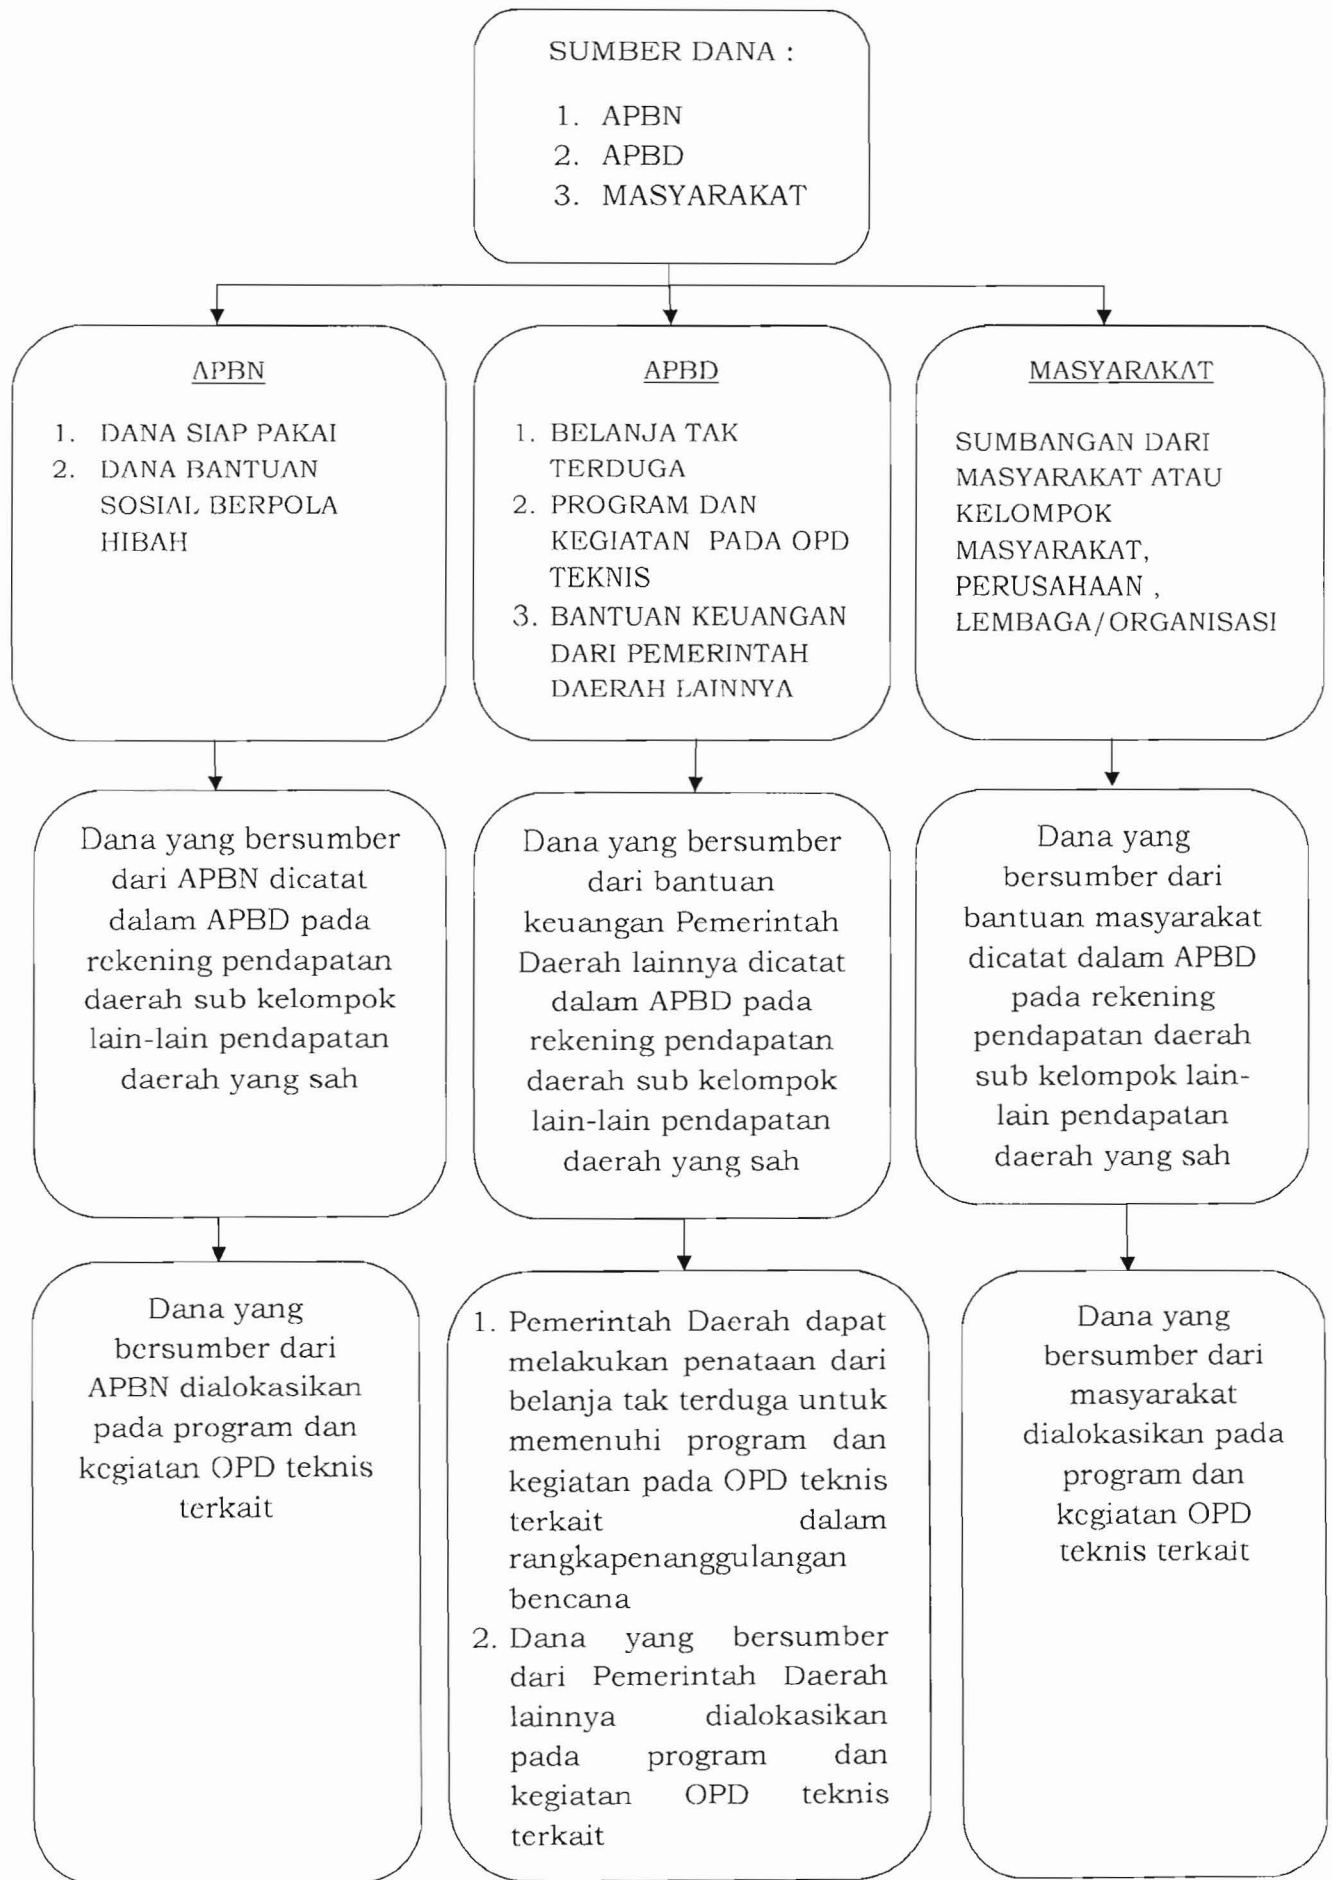 SUMBER DANA :
1. APBN
2. APBD
3. MASYARAKAT
APBN
1. DANA SIAP PAKAI
2. DANA BANTUAN
SOSIAL BERPOLA
HIBAH
APBD
1. BELANJA TAK
TERDUGA
2. PROGRAM DAN
KEGIATAN PADA OPD
TEKNIS
3. BANTUAN KEUANGAN
DARI PEMERINTAH
DAERAH LAINNYA
MASYARAKAT
SUMBANGAN DARI
MASYARAKAT ATAU
KELOMPOK
MASYARAKAT,
PERUSAHAAN ,
LEMBAGA/ORGANISASI
Dana yang bersumber
dari APBN dicatat
dalam APBD pada
rekening pendapatan
daerah sub kelompok
lain-lain pendapatan
daerah yang sah
Dana yang bersumber
dari bantuan
keuangan Pemerintah
Daerah lainnya dicatat
dalam APBD pada
rekening pendapatan
daerah sub kelompok
lain-lain pendapatan
daerah yang sah
Dana yang
bersumber dari
bantuan masyarakat
dicatat dalam APBD
pada rekening
pendapatan daerah
sub kelompok lain-
lain pendapatan
daerah yang sah
Dana yang
bersumber dari
APBN dialokasikan
pada program dan
kegiatan OPD teknis
terkait
1. Pemerintah Daerah dapat
melakukan penataan dari
belanja tak terduga untuk
memenuhi program dan
kegiatan pada OPD teknis
terkait dalam
rangkapenanggulangan
bencana
2. Dana yang bersumber
dari Pemerintah Daerah
lainnya dialokasikan
pada program dan
kegiatan OPD teknis
terkait
Dana yang
bersumber dari
masyarakat
dialokasikan pada
program dan
kegiatan OPD
teknis terkait